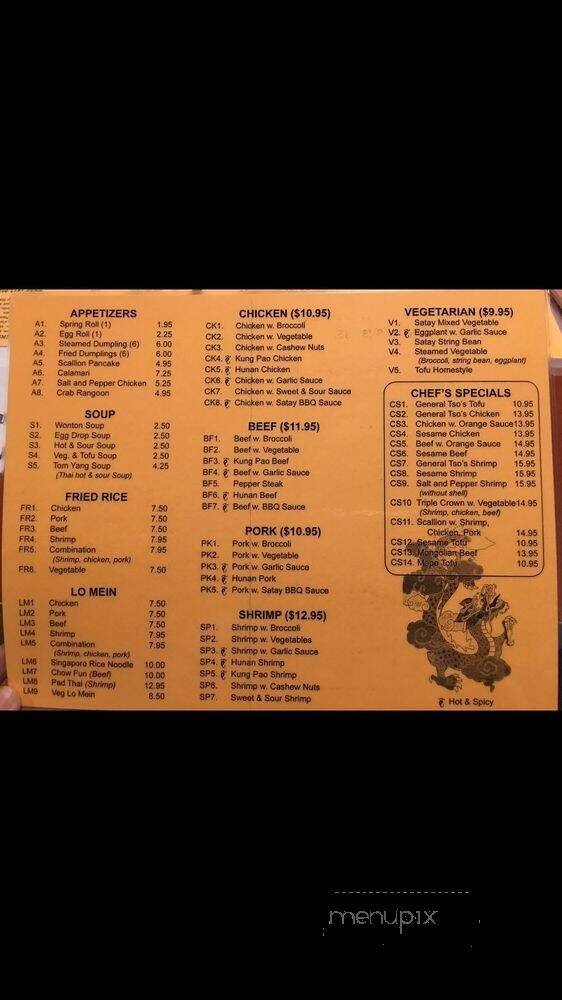 APPETIZERS
A1. Spring Roll (1) 1.95
A2. Egg Roll (1) 2.25
A3. Steamed Dumpling (6) 6.00
A4. Fried Dumplings (6) 6.00
A5. Scallion Pancake 4.95
A6. Calamari 7.25
A7. Salt and Pepper Chicken 5.25
A8. Crab Rangoon 4.95
SOUP
S1. Wonton Soup 2.50
S2. Egg Drop Soup 2.50
S3. Hot & Sour Soup 2.50
S4. Veg. & Tofu Soup 2.50
S5. Tom Yang Soup 4.25
(Thai hot & sour Soup)
FRIED RICE
FR1. Chicken 7.50
FR2. Pork 7.50
FR3. Beef 7.50
FR4. Shrimp 7.95
FR5. Combination 7.95
(Shrimp, chicken, pork)
FR6. Vegetable 7.50
LO MEIN
LM1 Chicken 7.50
LM2 Pork 7.50
LM3 Beef 7.50
LM4 Shrimp 7.95
LM5 Combination 7.95
(Shrimp, chicken, pork)
LM6 Singapore Rice Noodle 10.00
LM7 Chow Fun (Beef) 10.00
LM8 Pad Thai (Shrimp) 12.95
LM9 Veg Lo Mein 8.50
CHICKEN ($10.95)
CK1. Chicken w. Broccoli
CK2. Chicken w. Vegetable
CK3. Chicken w. Cashew Nuts
CK4. Kung Pao Chicken
CK5. Hunan Chicken
CK6. Chicken w. Garlic Sauce
CK7. Chicken w. Sweet & Sour Sauce
CK8. Chicken w. Satay BBQ Sauce
BEEF ($11.95)
BF1. Beef w. Broccoli
BF2. Beef w. Vegetable
BF3. Kung Pao Beef
BF4. Beef w. Garlic Sauce
BF5. Pepper Steak
BF6. Hunan Beef
BF7. Beef w. BBQ Sauce
PORK ($10.95)
PK1. Pork w. Broccoli
PK2. Pork w. Vegetable
PK3. Pork w. Garlic Sauce
PK4. Hunan Pork
PK5. Pork w. Satay BBQ Sauce
SHRIMP ($12.95)
SP1. Shrimp w. Broccoli
SP2. Shrimp w. Vegetables
SP3. Shrimp w. Garlic Sauce
SP4. Hunan Shrimp
SP5. Kung Pao Shrimp
SP6. Shrimp w. Cashew Nuts
SP7. Sweet & Sour Shrimp
VEGETARIAN ($9.95)
V1. Satay Mixed Vegetable
V2. Eggplant w. Garlic Sauce
V3. Satay String Bean
V4. Steamed Vegetable
(Broccoli, string bean, eggplant)
V5. Tofu Homestyle
CHEF'S SPECIALS
CS1. General Tso's Tofu 10.95
CS2. General Tso's Chicken 13.95
CS3. Chicken w. Orange Sauce 13.95
CS4. Sesame Chicken 13.95
CS5. Beef w. Orange Sauce 14.95
CS6. Sesame Beef 14.95
CS7. General Tso's Shrimp 15.95
CS8. Sesame Shrimp 15.95
CS9. Salt and Pepper Shrimp 15.95
(without shell)
CS10 Triple Crown w. Vegetable 14.95
(Shrimp, chicken, beef)
CS11. Scallion w. Shrimp,
Chicken, Pork 14.95
CS12. Sesame Tofu 10.95
CS13. Mongolian Beef 13.95
CS14. Mapo Tofu 10.95
Hot & Spicy
menupix